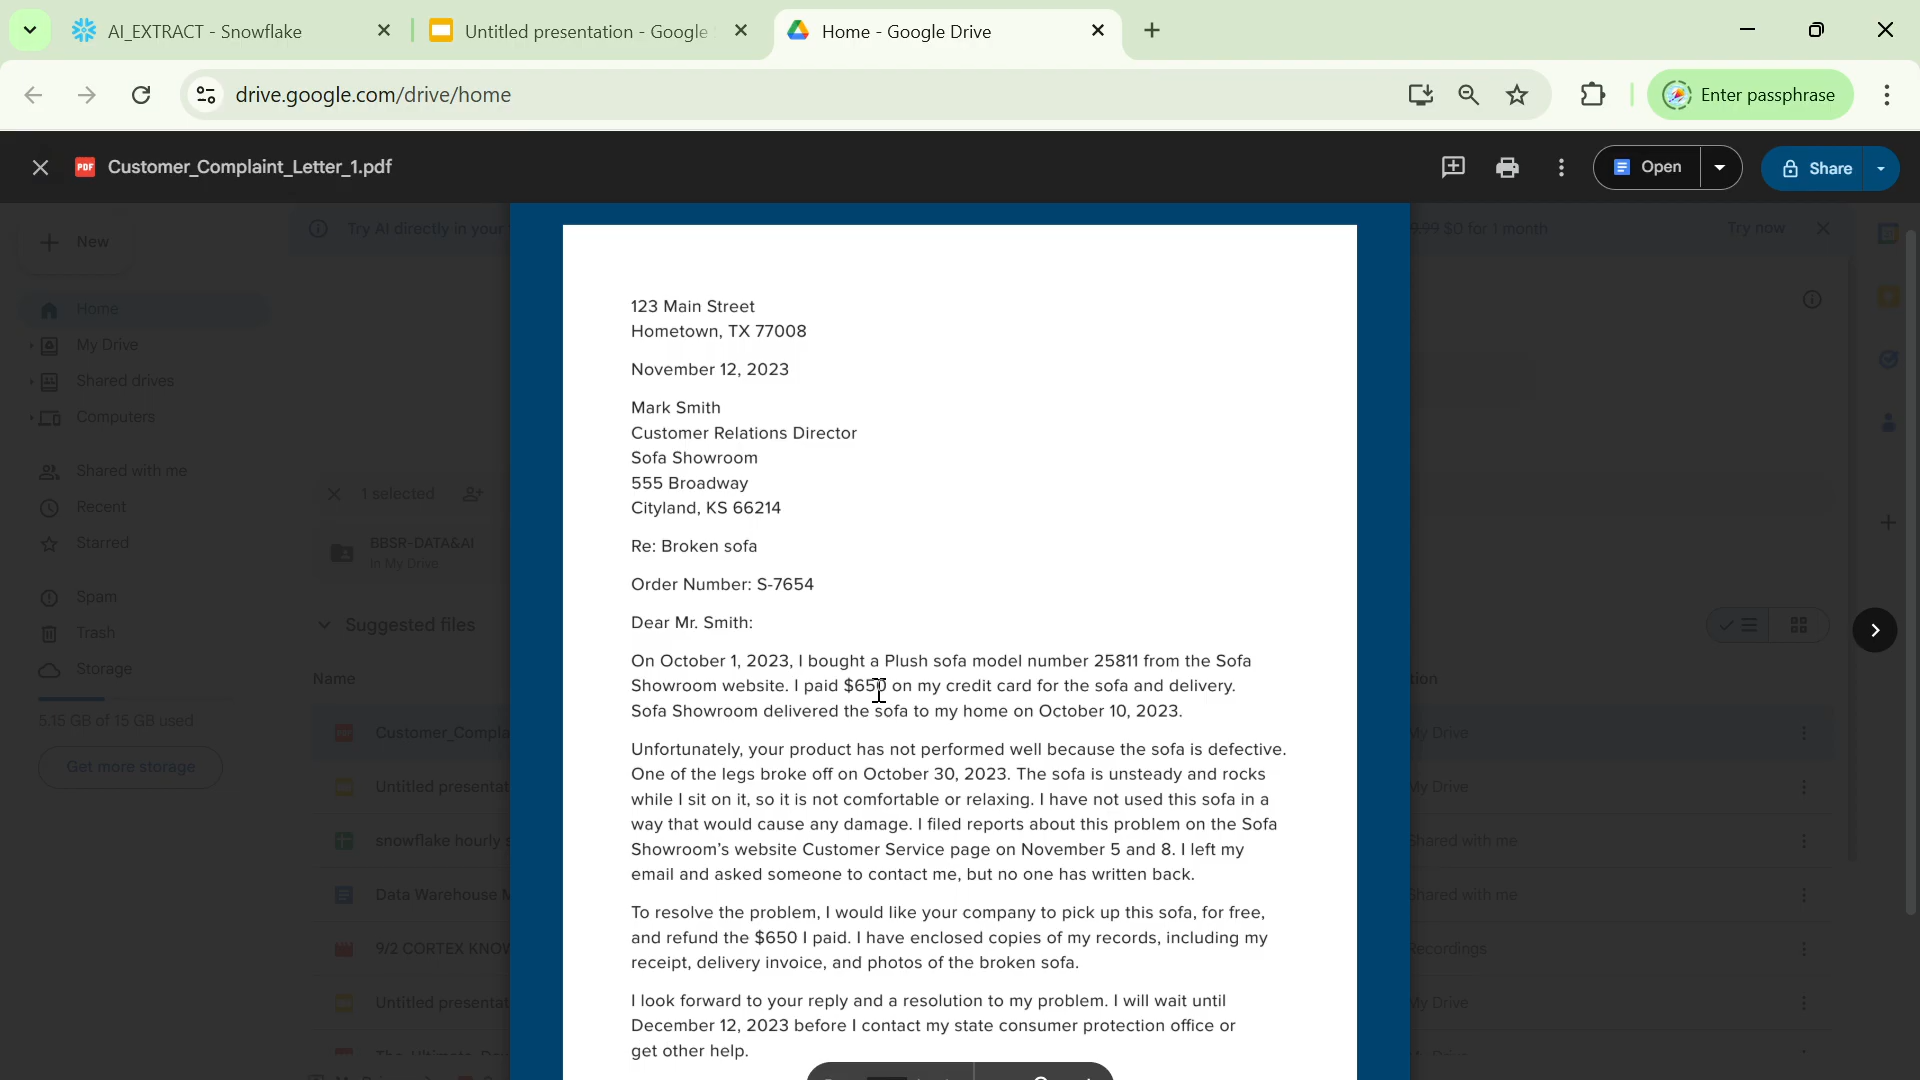 AI_EXTRACT - Snowflake
Untitled presentation - Google
Home - Google Drive
drive.google.com/drive/home
Enter passphrase
PDF
Customer_Complaint_Letter_1.pdf
Open
Share
New
Try AI directly in your
$0 for 1 month
Try now
Home
My Drive
Shared drives
Computers
Shared with me
Recent
Starred
Spam
Trash
Storage
5.15 GB of 15 GB used
Get more storage
1 selected
BBSR-DATA&AI
In My Drive
Suggested files
Name
Customer_Compla
My Drive
Untitled presentat
My Drive
snowflake hourly s
Shared with me
Data Warehouse M
Shared with me
9/2 CORTEX KNOW
Recordings
Untitled presentat
My Drive
123 Main Street
Hometown, TX 77008
November 12, 2023
Mark Smith
Customer Relations Director
Sofa Showroom
555 Broadway
Cityland, KS 66214
Re: Broken sofa
Order Number: S-7654
Dear Mr. Smith:
On October 1, 2023, I bought a Plush sofa model number 25811 from the Sofa
Showroom website. I paid $650 on my credit card for the sofa and delivery.
Sofa Showroom delivered the sofa to my home on October 10, 2023.
Unfortunately, your product has not performed well because the sofa is defective.
One of the legs broke off on October 30, 2023. The sofa is unsteady and rocks
while I sit on it, so it is not comfortable or relaxing. I have not used this sofa in a
way that would cause any damage. I filed reports about this problem on the Sofa
Showroom's website Customer Service page on November 5 and 8. I left my
email and asked someone to contact me, but no one has written back.
To resolve the problem, I would like your company to pick up this sofa, for free,
and refund the $650 I paid. I have enclosed copies of my records, including my
receipt, delivery invoice, and photos of the broken sofa.
I look forward to your reply and a resolution to my problem. I will wait until
December 12, 2023 before I contact my state consumer protection office or
get other help.